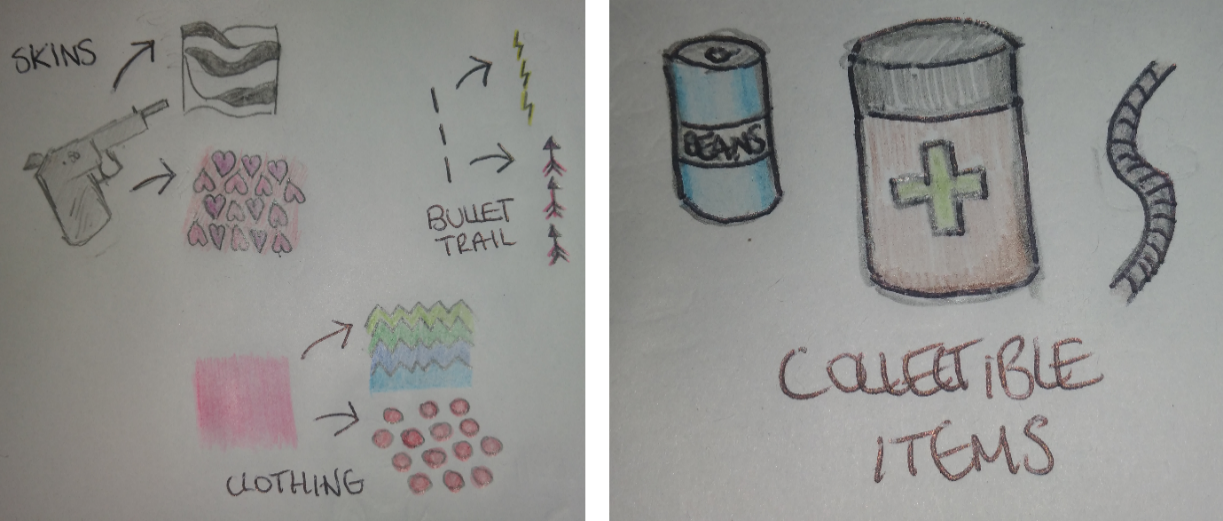 SKINS
BULLET
TRAIL
CLOTHING
BEANS
COLLECTIBLE
ITEMS